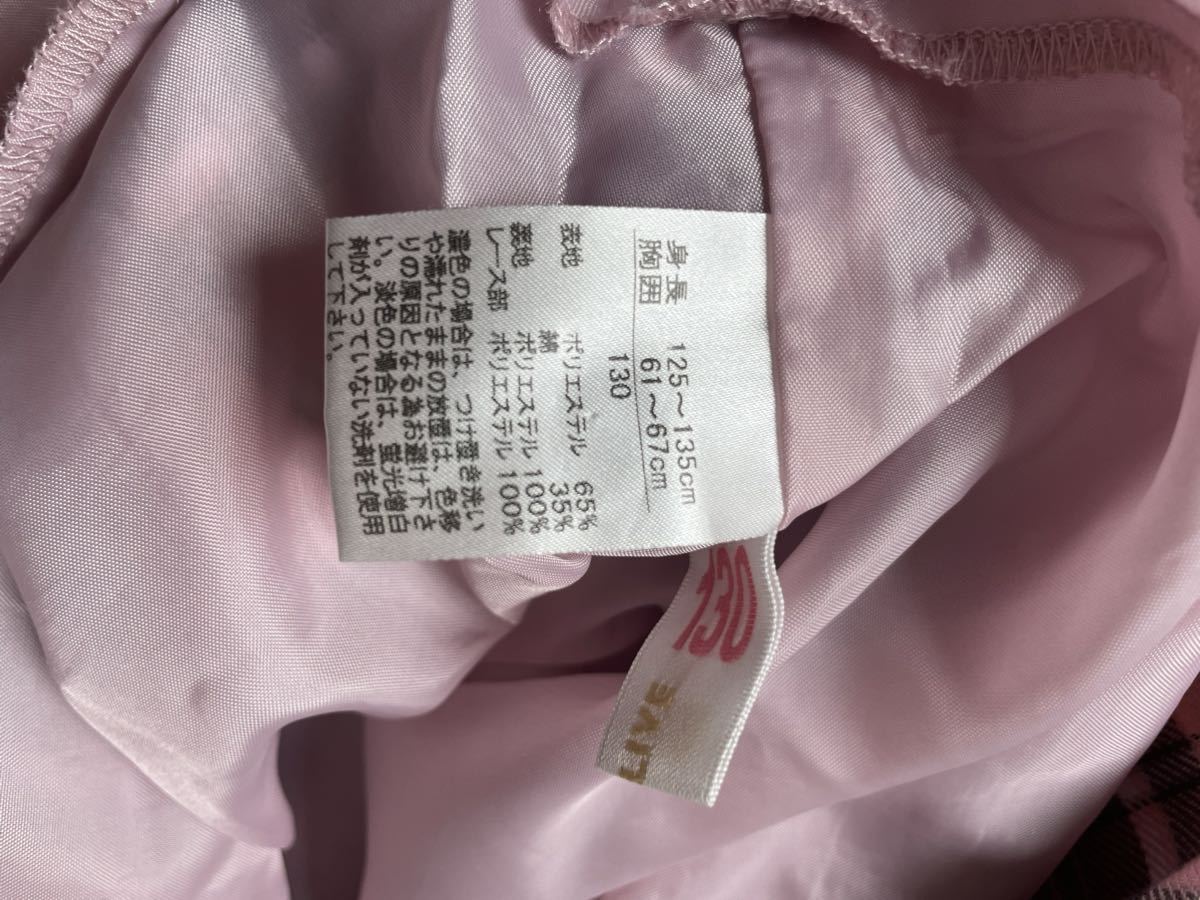 身長 125～135cm
胸囲 61～67cm
130
表地 ポリエステル 65%
綿 35%
裏地 ポリエステル 100%
レース部 ポリエステル 100%
濃色の場合は、つけ置き洗い
や濡れたままの放置は、色移
りの原因となる為お避け下さ
い。淡色の場合は、蛍光増白
剤が入っていない洗剤を使用
して下さい。
LIVE